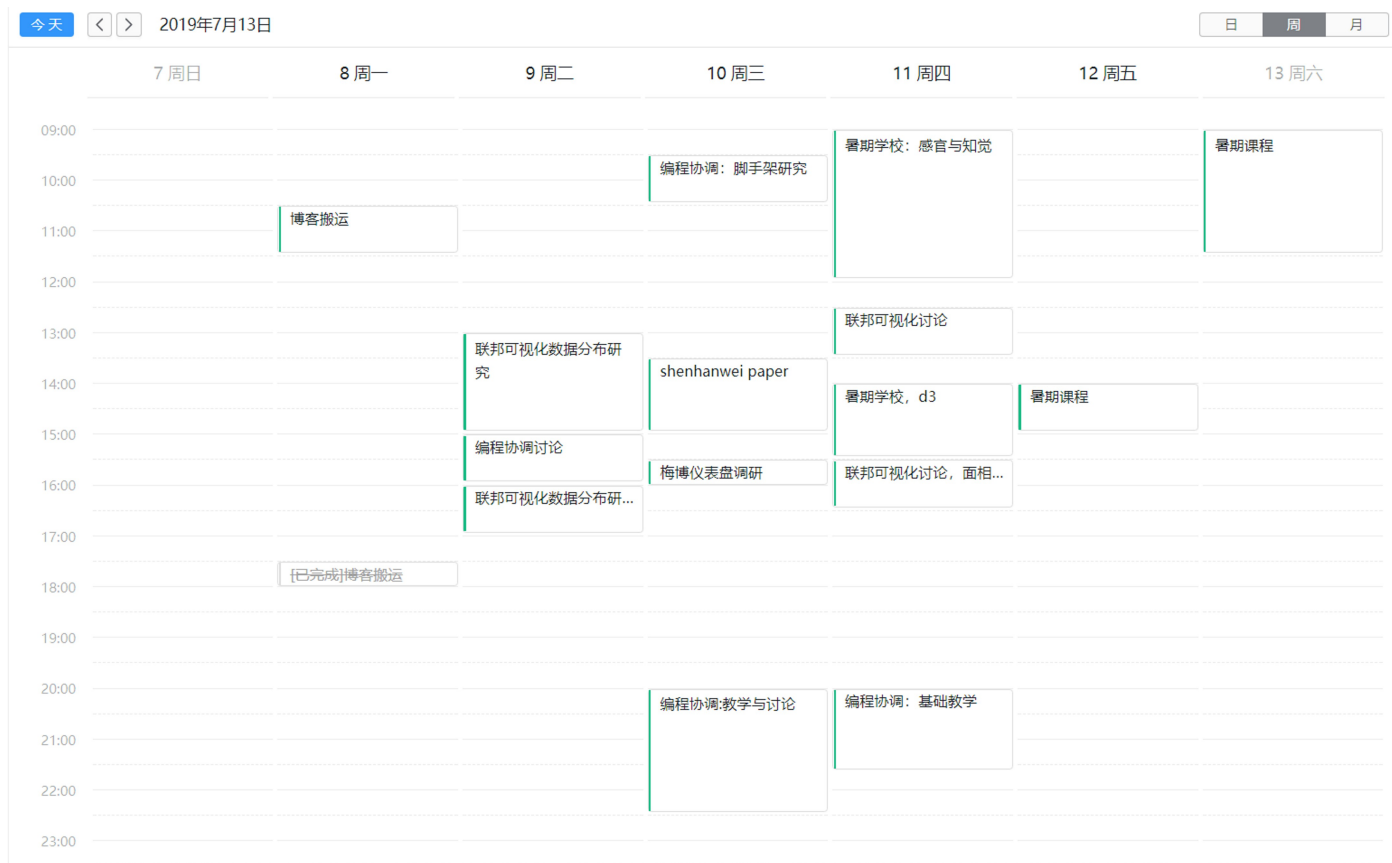 今天 < > 2019年7月13日 日 周 月
7 周日 8 周一 9 周二 10 周三 11 周四 12 周五 13 周六
09:00
暑期学校：感官与知觉
暑期课程
编程协调：脚手架研究
10:00
博客搬运
11:00
12:00
联邦可视化讨论
13:00
联邦可视化数据分布研
究
shenhanwei paper
14:00
暑期学校，d3
暑期课程
15:00
编程协调讨论
梅博仪表盘调研
联邦可视化讨论，面相...
16:00
联邦可视化数据分布研...
17:00
[已完成]博客搬运
18:00
19:00
20:00
编程协调:教学与讨论
编程协调：基础教学
21:00
22:00
23:00